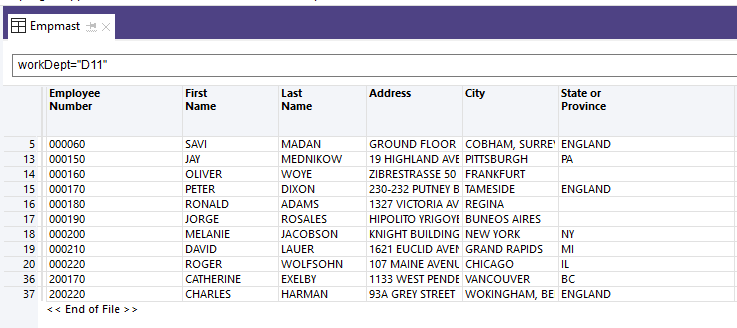 Empmast
workDept="D11"
Employee Number First Name Last Name Address City State or Province
5 000060 SAVI MADAN GROUND FLOOR COBHAM, SURREY ENGLAND
13 000150 JAY MEDNIKOW 19 HIGHLAND AVE PITTSBURGH PA
14 000160 OLIVER WOYE ZIBRESTRASSE 50 FRANKFURT
15 000170 PETER DIXON 230-232 PUTNEY B TAMESIDE ENGLAND
16 000180 RONALD ADAMS 1327 VICTORIA AV REGINA
17 000190 JORGE ROSALES HIPOLITO YRIGOYE BUNEOS AIRES
18 000200 MELANIE JACOBSON KNIGHT BUILDING NEW YORK NY
19 000210 DAVID LAUER 1621 EUCLID AVEN GRAND RAPIDS MI
20 000220 ROGER WOLFSOHN 107 MAINE AVENU CHICAGO IL
36 200170 CATHERINE EXELBY 1133 WEST PENDE VANCOUVER BC
37 200220 CHARLES HARMAN 93A GREY STREET WOKINGHAM, BE ENGLAND
<< End of File >>